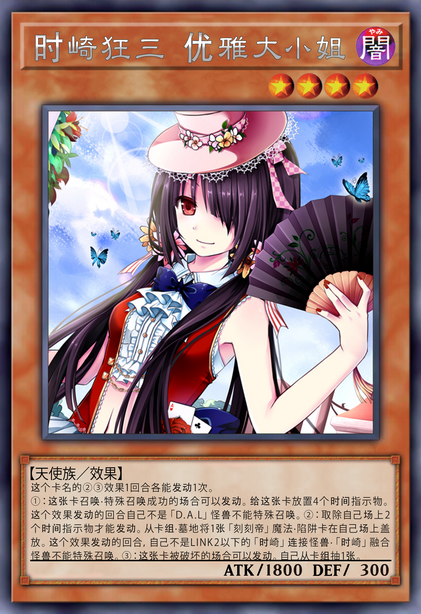 时崎狂三 优雅大小姐
やみ
闇
【天使族／效果】
这个卡名的②③效果1回合各能发动1次。
①：这张卡召唤·特殊召唤成功的场合可以发动。给这张卡放置4个时间指示物。
这个效果发动的回合自己不是「D.A.L」怪兽不能特殊召唤。②：取除自己场上2
个时间指示物才能发动。从卡组·墓地将1张「刻刻帝」魔法·陷阱卡在自己场上盖
放。这个效果发动的回合，自己不是LINK2以下的「时崎」连接怪兽·「时崎」融合
怪兽不能特殊召唤。③：这张卡被破坏的场合可以发动。自己从卡组抽1张。
ATK/1800 DEF/ 300